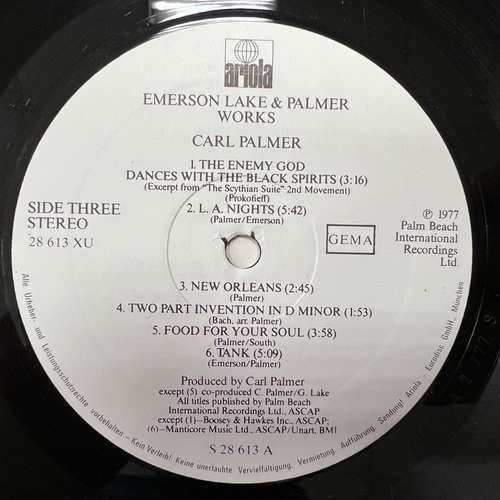 ariola
EMERSON LAKE & PALMER
WORKS
CARL PALMER
1. THE ENEMY GOD
DANCES WITH THE BLACK SPIRITS (3:16)
(Excerpt from "The Scythian Suite" 2nd Movement)
(Prokofieff)
2. L. A. NIGHTS (5:42)
(Palmer/Emerson)
SIDE THREE
STEREO
28 613 XU
GEMA
℗ 1977
Palm Beach
International
Recordings
Ltd.
3. NEW ORLEANS (2:45)
(Palmer)
4. TWO PART INVENTION IN D MINOR (1:53)
(Bach, arr. Palmer)
5. FOOD FOR YOUR SOUL (3:58)
(Palmer/South)
6. TANK (5:09)
(Emerson/Palmer)
Produced by Carl Palmer
except (5) co-produced C. Palmer/G. Lake
All titles published by Palm Beach
International Recordings Ltd., ASCAP
except (1)–Boosey & Hawkes Inc., ASCAP/
(6)–Manticore Music Ltd., ASCAP/Unart, BMI
S 28 613 A
Alle Urheber- und Leistungsschutzrechte vorbehalten – Kein Verleih! Keine unerlaubte Vervielfältigung, Vermietung, Aufführung, Sendung! Ariola - Eurodisc GmbH., München